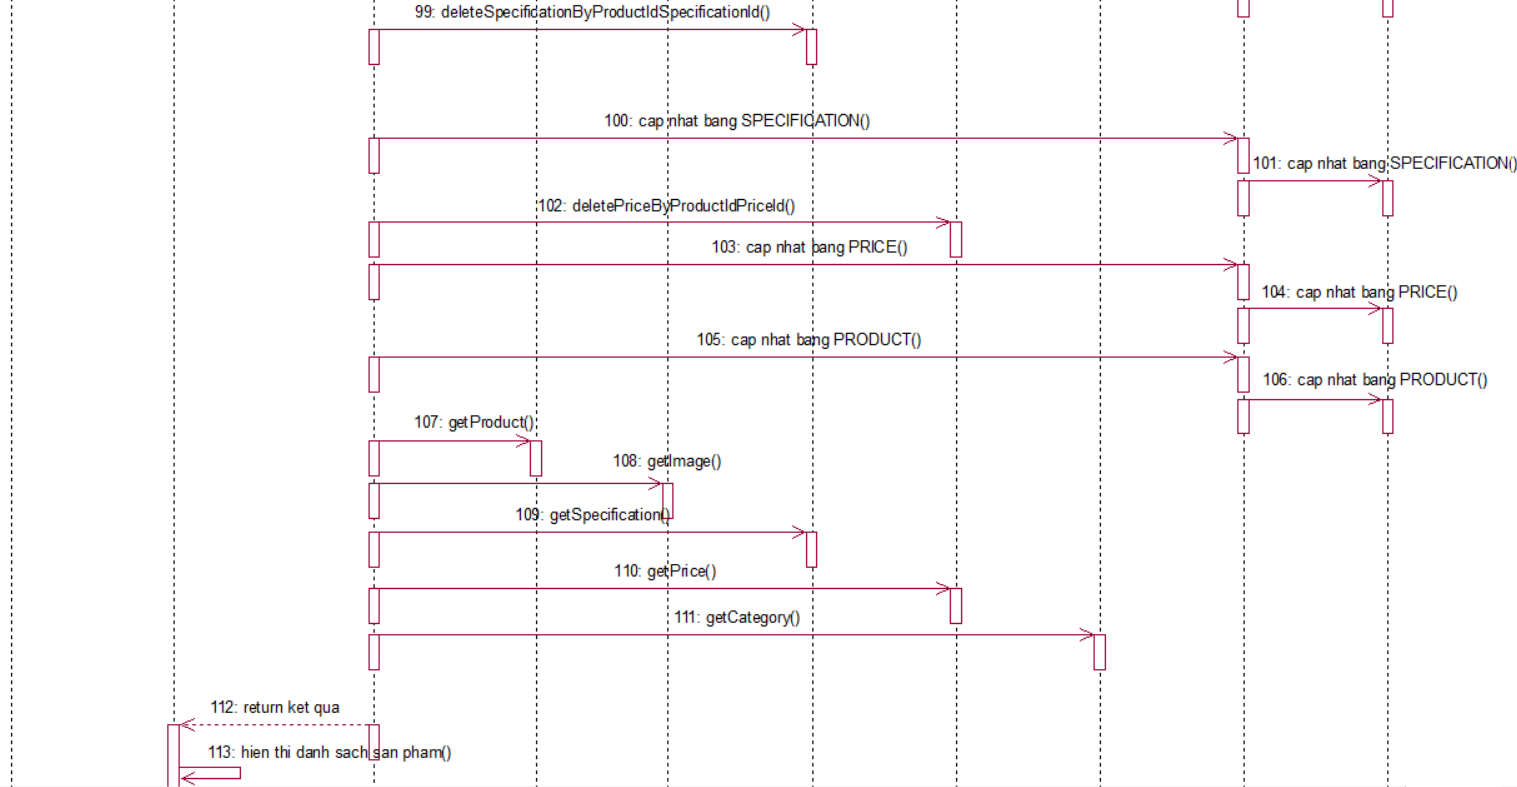 99: deleteSpecificationByProductIdSpecificationId()
100: cap nhat bang SPECIFICATION()
101: cap nhat bang SPECIFICATION()
102: deletePriceByProductIdPriceId()
103: cap nhat bang PRICE()
104: cap nhat bang PRICE()
105: cap nhat bang PRODUCT()
106: cap nhat bang PRODUCT()
107: getProduct()
108: getImage()
109: getSpecification()
110: getPrice()
111: getCategory()
112: return ket qua
113: hien thi danh sach san pham()